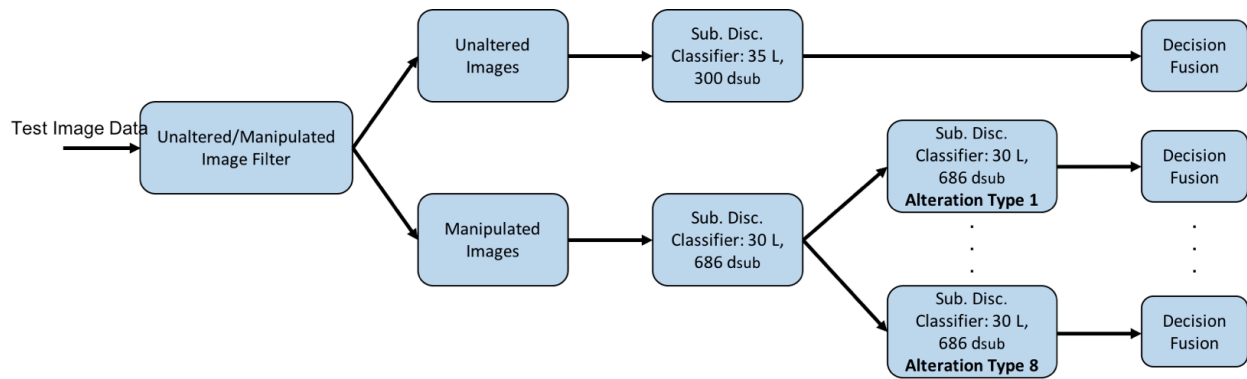 Test Image Data
Unaltered/Manipulated
Image Filter
Unaltered
Images
Sub. Disc.
Classifier: 35 L,
300 dsub
Decision
Fusion
Manipulated
Images
Sub. Disc.
Classifier: 30 L,
686 dsub
Sub. Disc.
Classifier: 30 L,
686 dsub
Alteration Type 1
Decision
Fusion
Sub. Disc.
Classifier: 30 L,
686 dsub
Alteration Type 8
Decision
Fusion